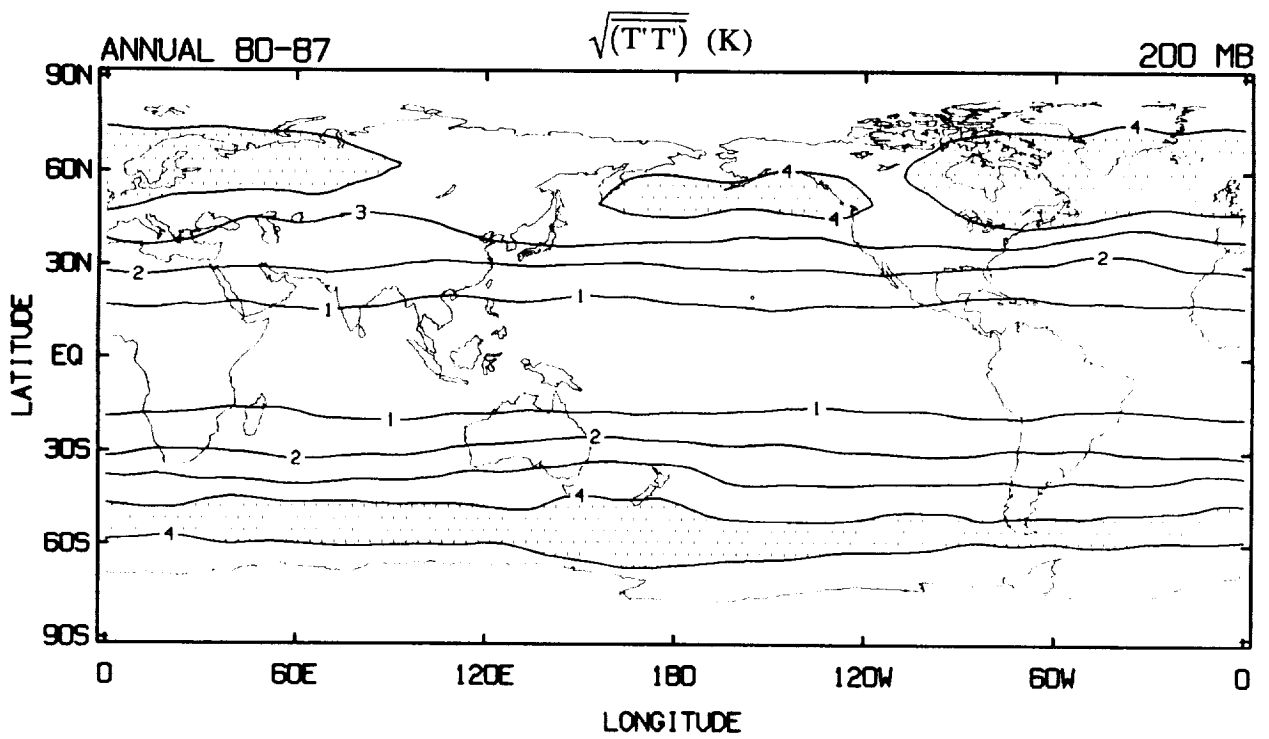 √(T'T') (K)
ANNUAL 80-87
200 MB
90N
60N
30N
EQ
30S
60S
90S
LATITUDE
4
4
4
3
2
2
1
1
1
1
2
2
4
4
0
60E
120E
180
120W
60W
0
LONGITUDE